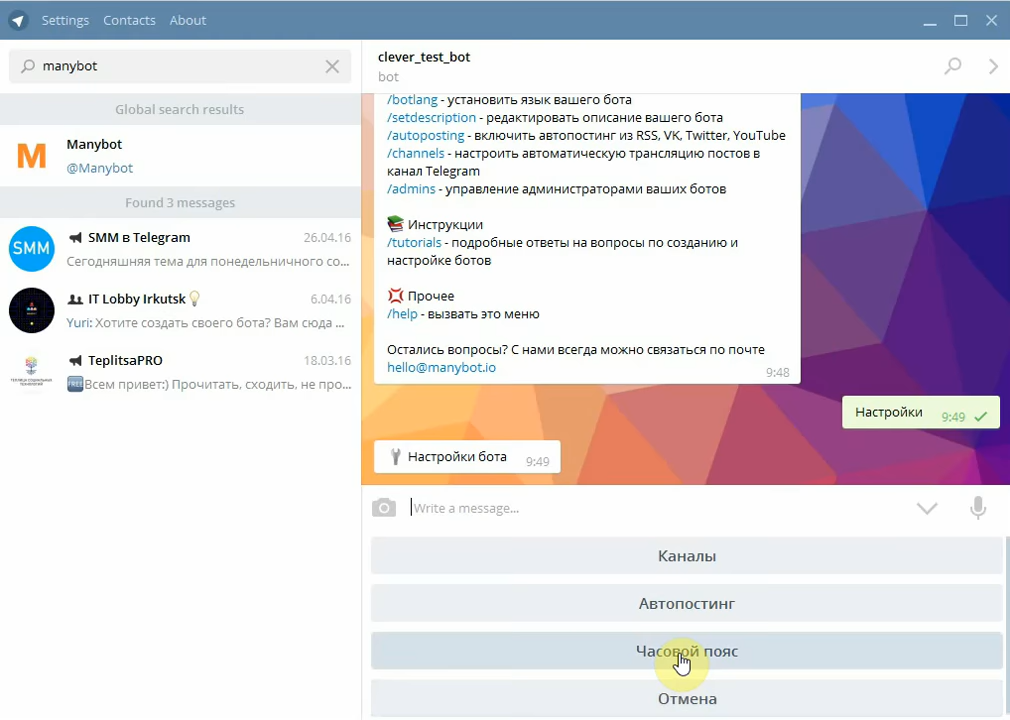 Settings Contacts About
manybot
Global search results
M
Manybot
@Manybot
Found 3 messages
SMM
SMM в Telegram 26.04.16
Сегодняшняя тема для понедельничного со...
IT Lobby Irkutsk 6.04.16
Yuri: Хотите создать своего бота? Вам сюда ...
TeplitsaPRO 18.03.16
FREE Всем привет:) Прочитать, сходить, не про...
clever_test_bot
bot
/botlang - установить язык вашего бота
/setdescription - редактировать описание вашего бота
/autoposting - включить автопостинг из RSS, VK, Twitter, YouTube
/channels - настроить автоматическую трансляцию постов в
канал Telegram
/admins - управление администраторами ваших ботов
Инструкции
/tutorials - подробные ответы на вопросы по созданию и
настройке ботов
Прочее
/help - вызвать это меню
Остались вопросы? С нами всегда можно связаться по почте
hello@manybot.io
9:48
Настройки 9:49
Настройки бота 9:49
Write a message...
Каналы
Автопостинг
Часовой пояс
Отмена